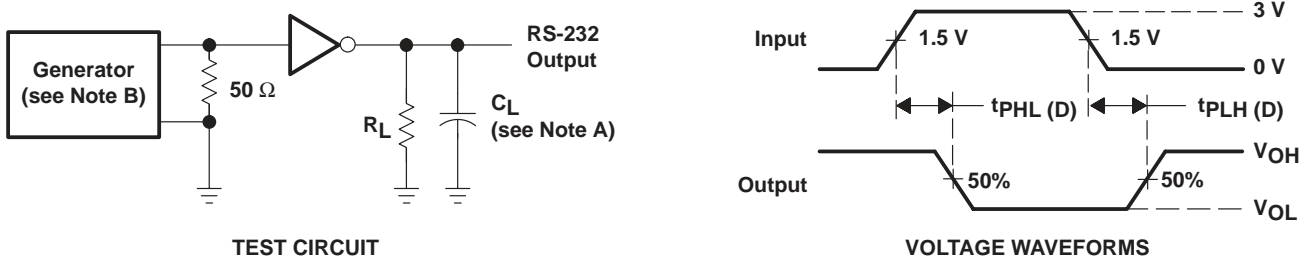 Generator
(see Note B)
50 Ω
RS-232
Output
RL
CL
(see Note A)
TEST CIRCUIT
3 V
Input
1.5 V
1.5 V
0 V
tPHL (D)
tPLH (D)
VOH
Output
50%
50%
VOL
VOLTAGE WAVEFORMS